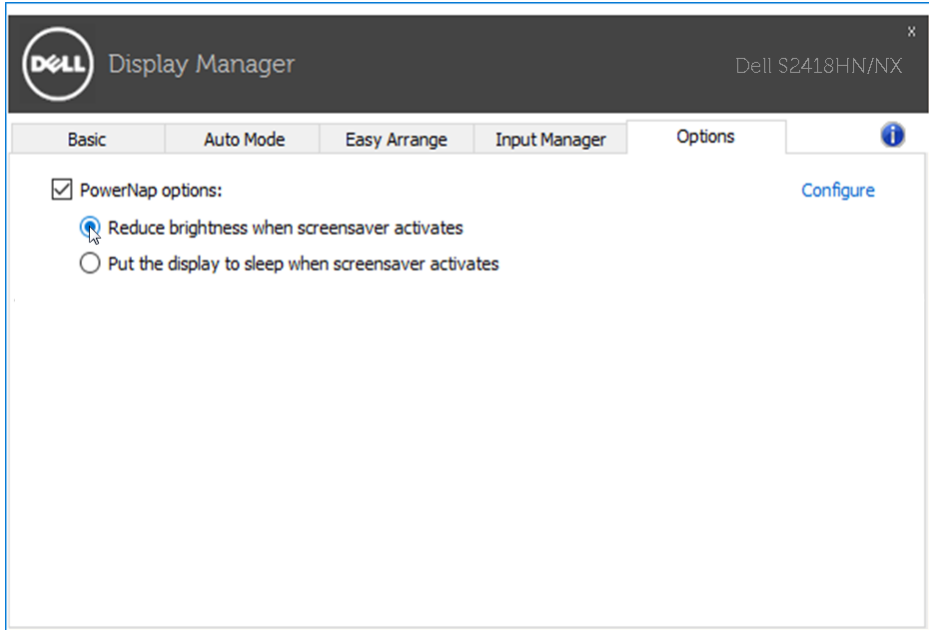 x
DELL Display Manager
Dell S2418HN/NX
Basic Auto Mode Easy Arrange Input Manager Options i
PowerNap options: Configure
Reduce brightness when screensaver activates
Put the display to sleep when screensaver activates